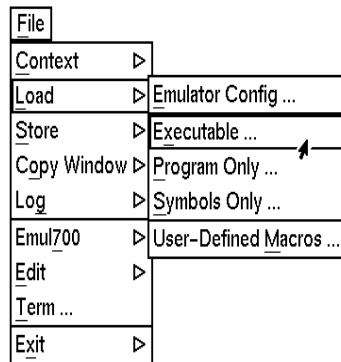 File
Context
Load
Store
Copy Window
Log
Emul700
Edit
Term ...
Exit
Emulator Config ...
Executable ...
Program Only ...
Symbols Only ...
User-Defined Macros ...